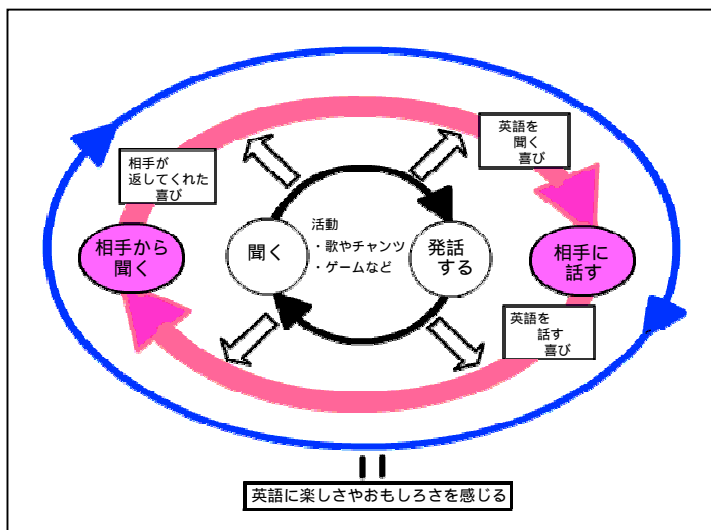 英語を
聞く
喜び
相手が
返してくれた
喜び
活動
・歌やチャンツ
・ゲームなど
相手から
聞く
聞く
発話
する
相手に
話す
英語を
話す
喜び
英語に楽しさやおもしろさを感じる